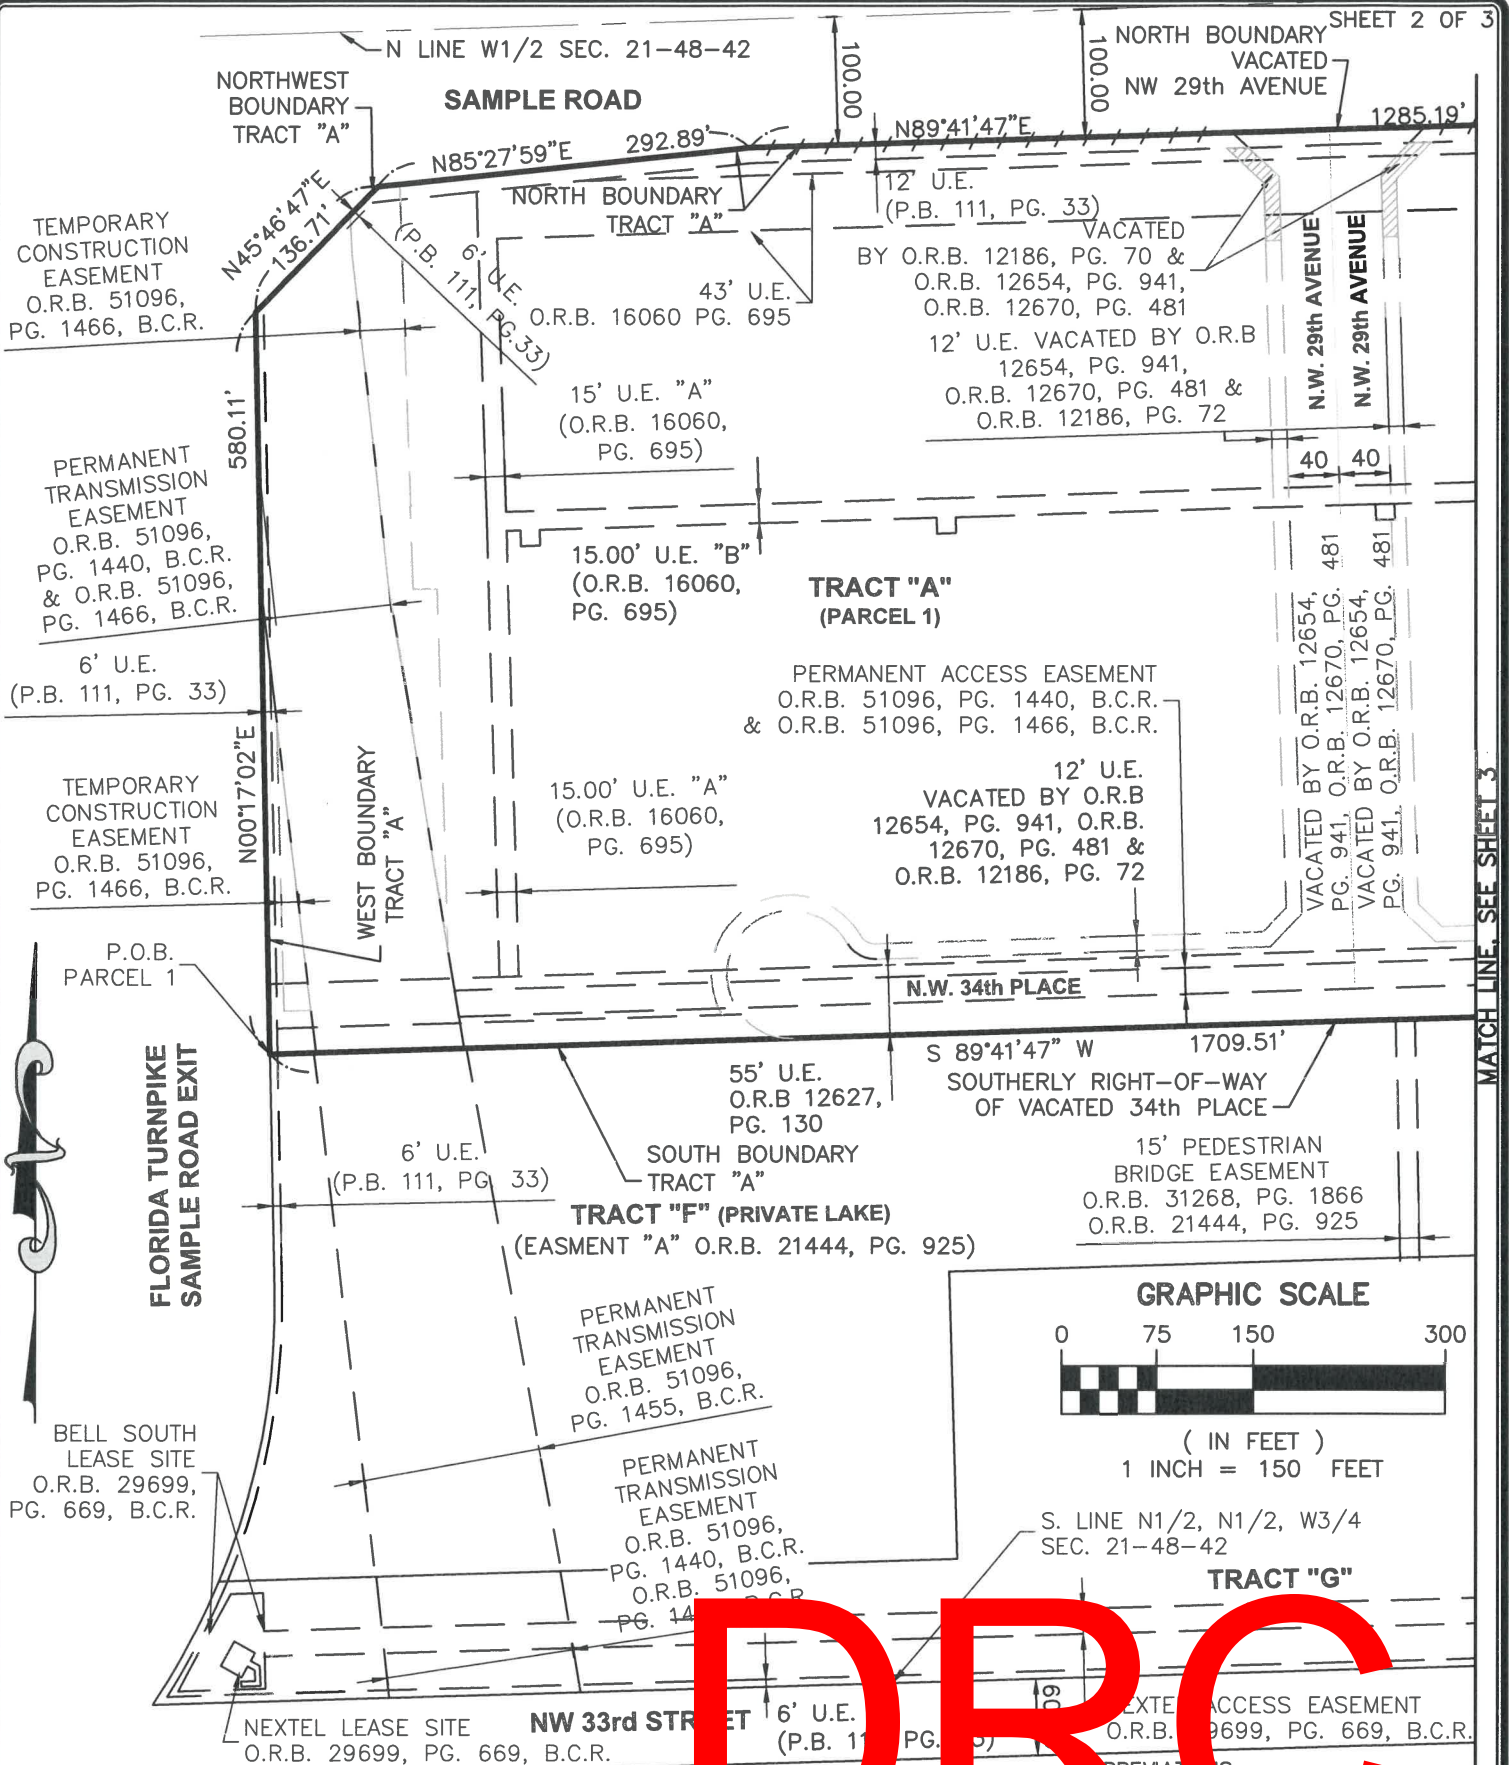 SHEET 2 OF 3
N LINE W1/2 SEC. 21-48-42
NORTH BOUNDARY
VACATED
NW 29th AVENUE
NORTHWEST
BOUNDARY
TRACT "A"
SAMPLE ROAD
100.00
100.00
1285.19'
N85°27'59"E
292.89'
N89°41'47"E
NORTH BOUNDARY
TRACT "A"
12' U.E.
(P.B. 111, PG. 33)
N45°46'47"E
136.71'
TEMPORARY
CONSTRUCTION
EASEMENT
O.R.B. 51096,
PG. 1466, B.C.R.
6' U.E.
(P.B. 111, PG.33)
43' U.E.
O.R.B. 16060 PG. 695
VACATED
BY O.R.B. 12186, PG. 70 &
O.R.B. 12654, PG. 941,
O.R.B. 12670, PG. 481
N.W. 29th AVENUE
N.W. 29th AVENUE
12' U.E. VACATED BY O.R.B
12654, PG. 941,
O.R.B. 12670, PG. 481 &
O.R.B. 12186, PG. 72
15' U.E. "A"
(O.R.B. 16060,
PG. 695)
580.11'
40
40
PERMANENT
TRANSMISSION
EASEMENT
O.R.B. 51096,
PG. 1440, B.C.R.
& O.R.B. 51096,
PG. 1466, B.C.R.
15.00' U.E. "B"
(O.R.B. 16060,
PG. 695)
TRACT "A"
(PARCEL 1)
6' U.E.
(P.B. 111, PG. 33)
PERMANENT ACCESS EASEMENT
O.R.B. 51096, PG. 1440, B.C.R.
& O.R.B. 51096, PG. 1466, B.C.R.
VACATED BY O.R.B. 12654,
PG. 941, O.R.B. 12670, PG. 481
VACATED BY O.R.B. 12654,
PG. 941, O.R.B. 12670, PG. 481
N00°17'02"E
WEST BOUNDARY
TRACT "A"
TEMPORARY
CONSTRUCTION
EASEMENT
O.R.B. 51096,
PG. 1466, B.C.R.
15.00' U.E. "A"
(O.R.B. 16060,
PG. 695)
12' U.E.
VACATED BY O.R.B
12654, PG. 941, O.R.B.
12670, PG. 481 &
O.R.B. 12186, PG. 72
MATCH LINE, SEE SHEET 3
P.O.B.
PARCEL 1
N.W. 34th PLACE
S 89°41'47" W
1709.51'
FLORIDA TURNPIKE
SAMPLE ROAD EXIT
55' U.E.
O.R.B 12627,
PG. 130
SOUTHERLY RIGHT-OF-WAY
OF VACATED 34th PLACE
SOUTH BOUNDARY
TRACT "A"
6' U.E.
(P.B. 111, PG. 33)
15' PEDESTRIAN
BRIDGE EASEMENT
O.R.B. 31268, PG. 1866
O.R.B. 21444, PG. 925
TRACT "F" (PRIVATE LAKE)
(EASMENT "A" O.R.B. 21444, PG. 925)
GRAPHIC SCALE
0 75 150 300
( IN FEET )
1 INCH = 150 FEET
PERMANENT
TRANSMISSION
EASEMENT
O.R.B. 51096,
PG. 1455, B.C.R.
BELL SOUTH
LEASE SITE
O.R.B. 29699,
PG. 669, B.C.R.
PERMANENT
TRANSMISSION
EASEMENT
O.R.B. 51096,
PG. 1440, B.C.R.
O.R.B. 51096,
PG.
S. LINE N1/2, N1/2, W3/4
SEC. 21-48-42
TRACT "G"
DRC
NEXTEL LEASE SITE
O.R.B. 29699, PG. 669, B.C.R.
NW 33rd STREET
6' U.E.
(P.B. PG.
60
ACCESS EASEMENT
O.R.B. PG. 669, B.C.R.